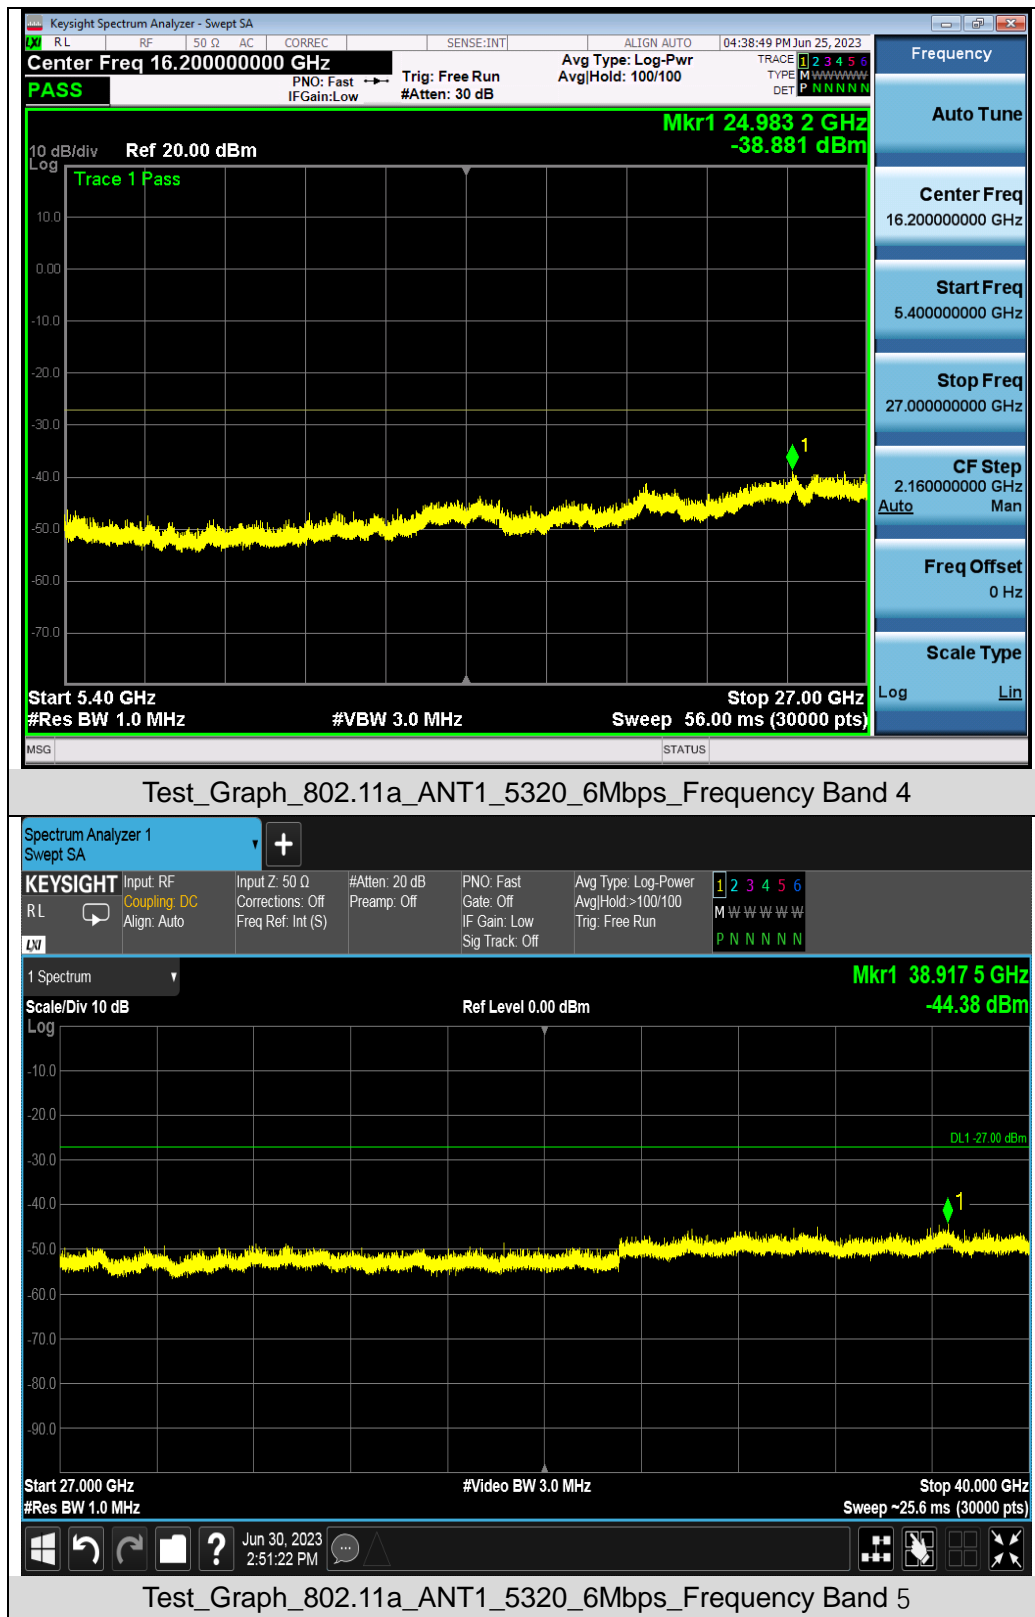 Keysight Spectrum Analyzer - Swept SA
LXI RL RF 50 Ω AC CORREC SENSE:INT ALIGN AUTO 04:38:49 PM Jun 25, 2023
Center Freq 16.200000000 GHz
PASS
PNO: Fast
IFGain:Low
Trig: Free Run
#Atten: 30 dB
Avg Type: Log-Pwr
Avg|Hold: 100/100
TRACE 1 2 3 4 5 6
TYPE M W W W W W
DET P N N N N N
Mkr1 24.983 2 GHz
-38.881 dBm
10 dB/div Ref 20.00 dBm
Log
Trace 1 Pass
10.0
0.00
-10.0
-20.0
-30.0
-40.0
-50.0
-60.0
-70.0
1
Start 5.40 GHz Stop 27.00 GHz
#Res BW 1.0 MHz #VBW 3.0 MHz Sweep 56.00 ms (30000 pts)
MSG STATUS
Frequency
Auto Tune
Center Freq
16.200000000 GHz
Start Freq
5.400000000 GHz
Stop Freq
27.000000000 GHz
CF Step
2.160000000 GHz
Auto Man
Freq Offset
0 Hz
Scale Type
Log Lin
Test_Graph_802.11a_ANT1_5320_6Mbps_Frequency Band 4
Spectrum Analyzer 1
Swept SA
+
KEYSIGHT
RL
LXI
Input: RF
Coupling: DC
Align: Auto
Input Z: 50 Ω
Corrections: Off
Freq Ref: Int (S)
#Atten: 20 dB
Preamp: Off
PNO: Fast
Gate: Off
IF Gain: Low
Sig Track: Off
Avg Type: Log-Power
Avg|Hold:>100/100
Trig: Free Run
1 2 3 4 5 6
M W W W W W
P N N N N N
1 Spectrum
Mkr1 38.917 5 GHz
-44.38 dBm
Scale/Div 10 dB Ref Level 0.00 dBm
Log
-10.0
-20.0
DL1 -27.00 dBm
-30.0
-40.0
-50.0
-60.0
-70.0
-80.0
-90.0
1
Start 27.000 GHz #Video BW 3.0 MHz Stop 40.000 GHz
#Res BW 1.0 MHz Sweep ~25.6 ms (30000 pts)
?
Jun 30, 2023
2:51:22 PM
Test_Graph_802.11a_ANT1_5320_6Mbps_Frequency Band 5